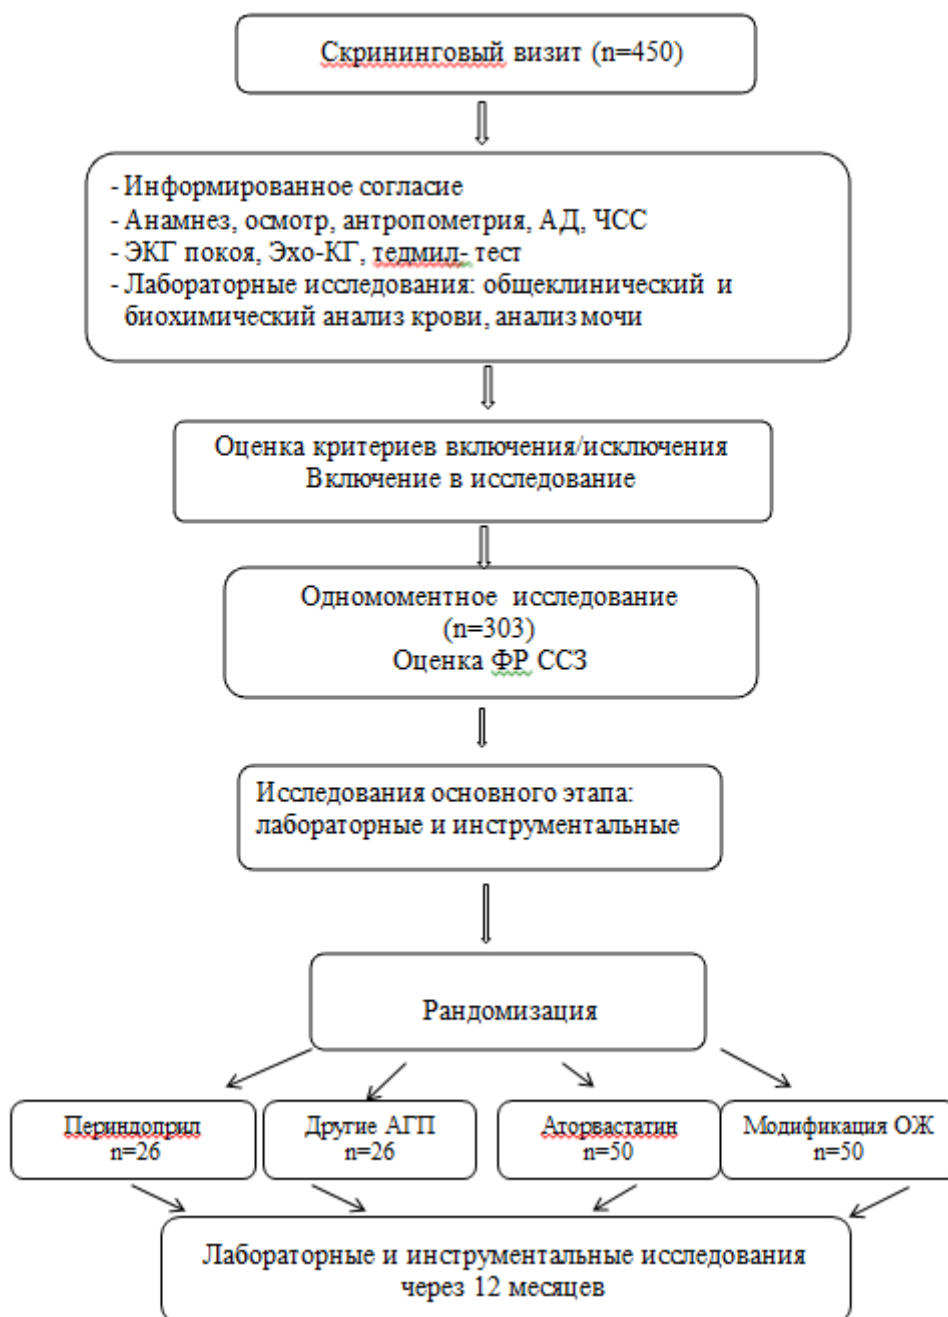 Скрининговый визит (n=450)
- Информированное согласие
- Анамнез, осмотр, антропометрия, АД, ЧСС
- ЭКГ покоя, Эхо-КГ, тедмил- тест
- Лабораторные исследования: общеклинический и
биохимический анализ крови, анализ мочи
Оценка критериев включения/исключения
Включение в исследование
Одномоментное исследование
(n=303)
Оценка ФР ССЗ
Исследования основного этапа:
лабораторные и инструментальные
Рандомизация
Периндоприл
n=26
Другие АГП
n=26
Аторвастатин
n=50
Модификация ОЖ
n=50
Лабораторные и инструментальные исследования
через 12 месяцев